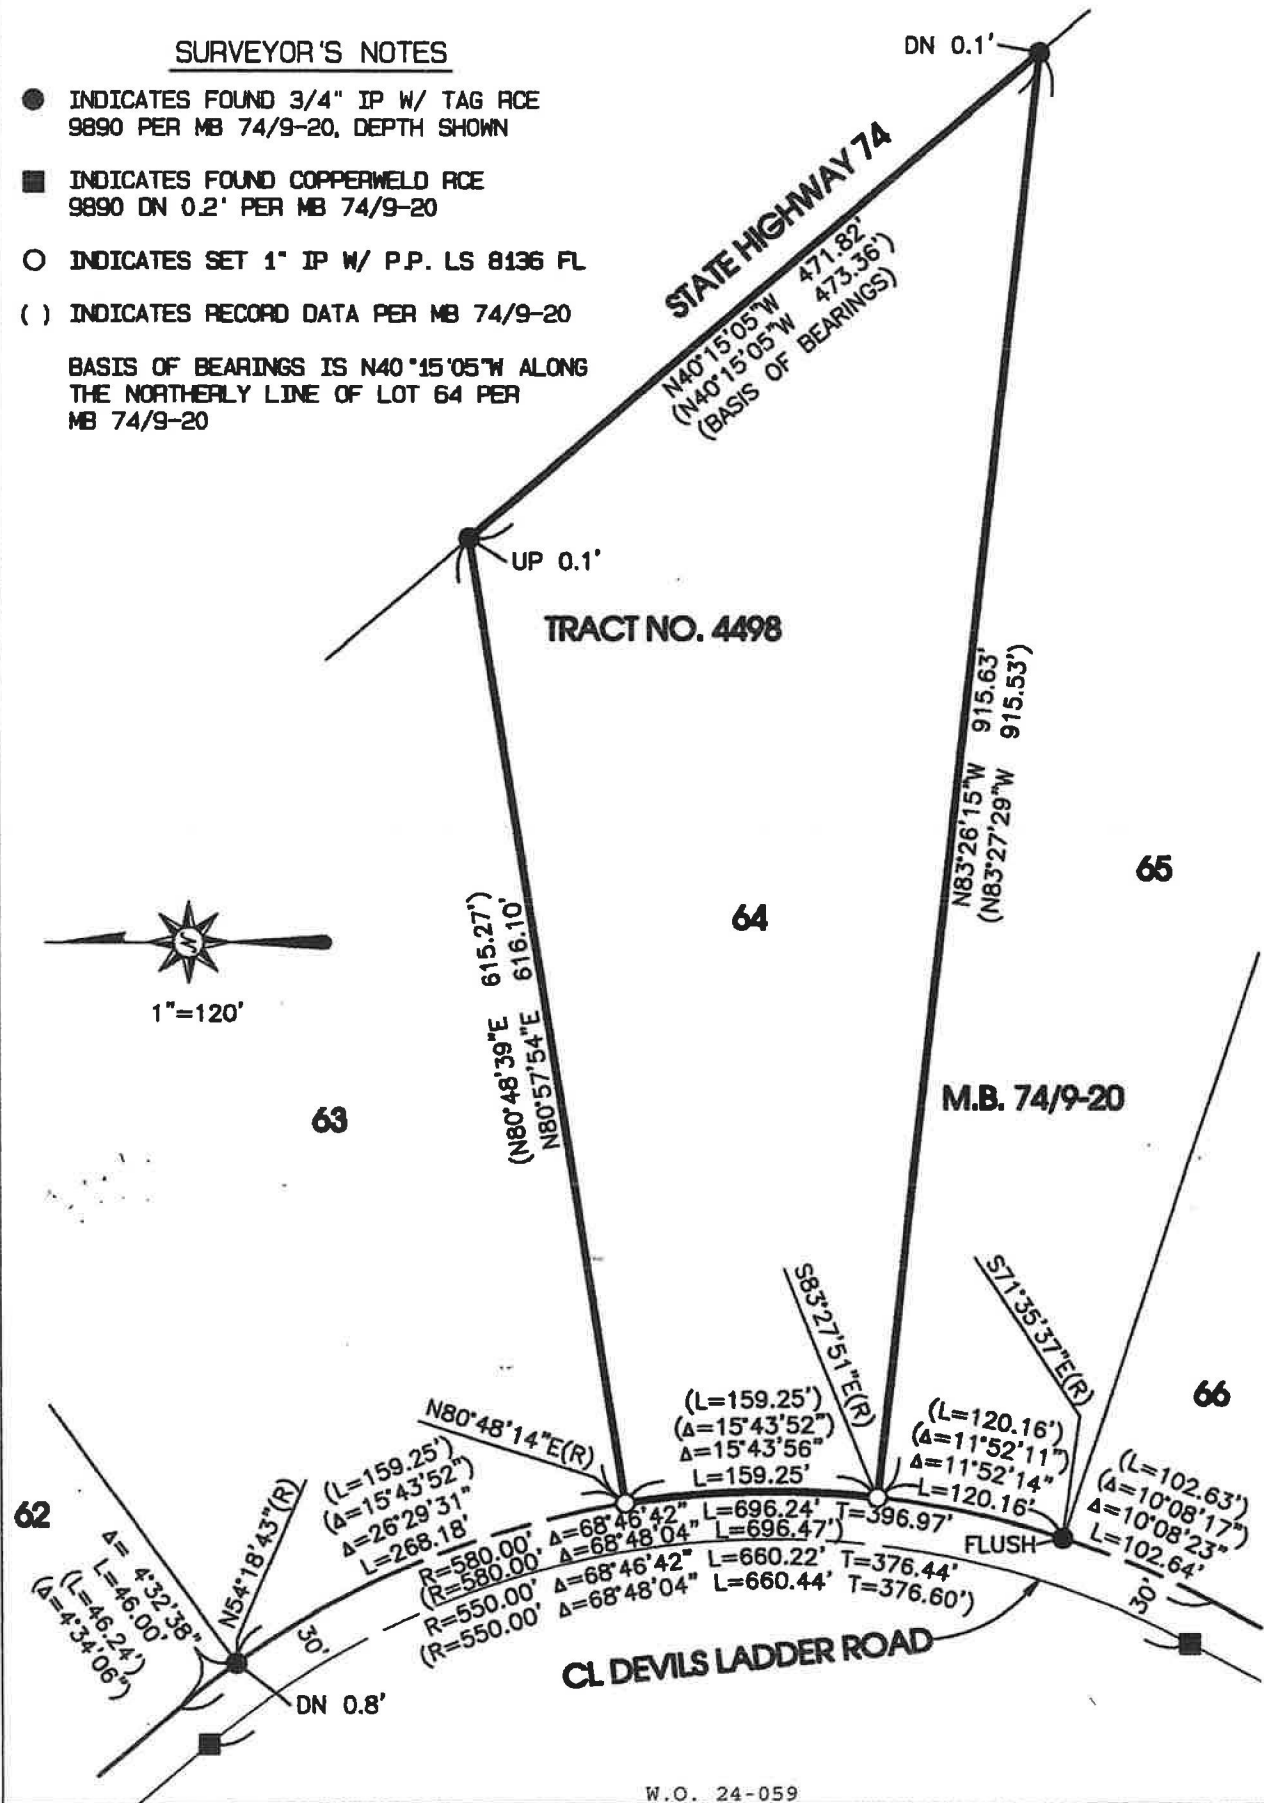 SURVEYOR'S NOTES
INDICATES FOUND 3/4" IP W/ TAG RCE
9890 PER MB 74/9-20, DEPTH SHOWN
INDICATES FOUND COPPERWELD RCE
9890 DN 0.2' PER MB 74/9-20
INDICATES SET 1" IP W/ P.P. LS 8136 FL
( ) INDICATES RECORD DATA PER MB 74/9-20
BASIS OF BEARINGS IS N40°15'05"W ALONG
THE NORTHERLY LINE OF LOT 64 PER
MB 74/9-20
DN 0.1'
STATE HIGHWAY 74
N40°15'05"W 471.82'
(N40°15'05"W 473.36')
(BASIS OF BEARINGS)
UP 0.1'
TRACT NO. 4498
N83°26'15"W 915.63'
(N83°27'29"W 915.53')
65
64
(N80°48'39"E 615.27')
N80°57'54"E 616.10'
N
1"=120'
63
M.B. 74/9-20
S83°27'51"E(R)
S71°35'37"E(R)
66
N80°48'14"E(R)
(L=159.25')
(Δ=15°43'52")
Δ=15°43'56"
L=159.25'
(L=120.16')
(Δ=11°52'11")
Δ=11°52'14"
L=120.16'
(L=102.63')
(Δ=10°08'17")
Δ=10°08'23"
L=102.64'
(L=159.25')
(Δ=15°43'52")
Δ=26°29'31"
L=268.18'
62
N54°18'43"(R)
Δ= 4°32'38"
L=46.00'
(L=46.24')
(Δ=4°34'06")
R=580.00' Δ=68°46'42" L=696.24' T=396.97'
(R=580.00' Δ=68°48'04" L=696.47')
R=550.00' Δ=68°46'42" L=660.22' T=376.44'
(R=550.00' Δ=68°48'04" L=660.44' T=376.60')
FLUSH
30'
30'
CL DEVILS LADDER ROAD
DN 0.8'
W.O. 24-059